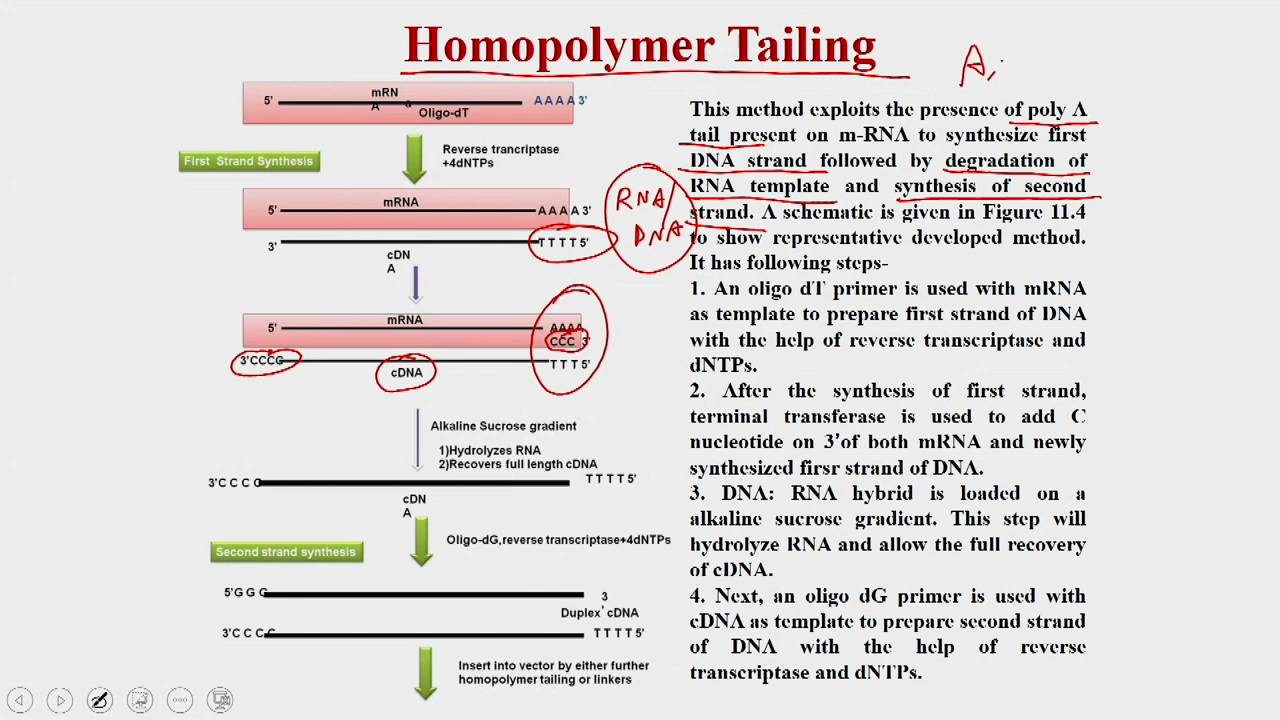 Homopolymer Tailing
A,
mRN
5' A A A A 3'
A a
Oligo-dT
Reverse trancriptase
+4dNTPs
First Strand Synthesis
mRNA
5' A A A A 3'
3' T T T T 5'
cDN
A
RNA/
DNA
mRNA
5' AAAA
CCC 3'
3'CCCC T T T 5'
cDNA
Alkaline Sucrose gradient
1)Hydrolyzes RNA
2)Recovers full length cDNA
3'C C C C T T T T 5'
cDN
A
Oligo-dG,reverse transcriptase+4dNTPs
Second strand synthesis
5'G G G 3
Duplex' cDNA
3'C C C C T T T T 5'
Insert into vector by either further
homopolymer tailing or linkers
This method exploits the presence of poly A
tail present on m-RNA to synthesize first
DNA strand followed by degradation of
RNA template and synthesis of second
strand. A schematic is given in Figure 11.4
to show representative developed method.
It has following steps-
1. An oligo dT primer is used with mRNA
as template to prepare first strand of DNA
with the help of reverse transcriptase and
dNTPs.
2. After the synthesis of first strand,
terminal transferase is used to add C
nucleotide on 3'of both mRNA and newly
synthesized firsr strand of DNA.
3. DNA: RNA hybrid is loaded on a
alkaline sucrose gradient. This step will
hydrolyze RNA and allow the full recovery
of cDNA.
4. Next, an oligo dG primer is used with
cDNA as template to prepare second strand
of DNA with the help of reverse
transcriptase and dNTPs.